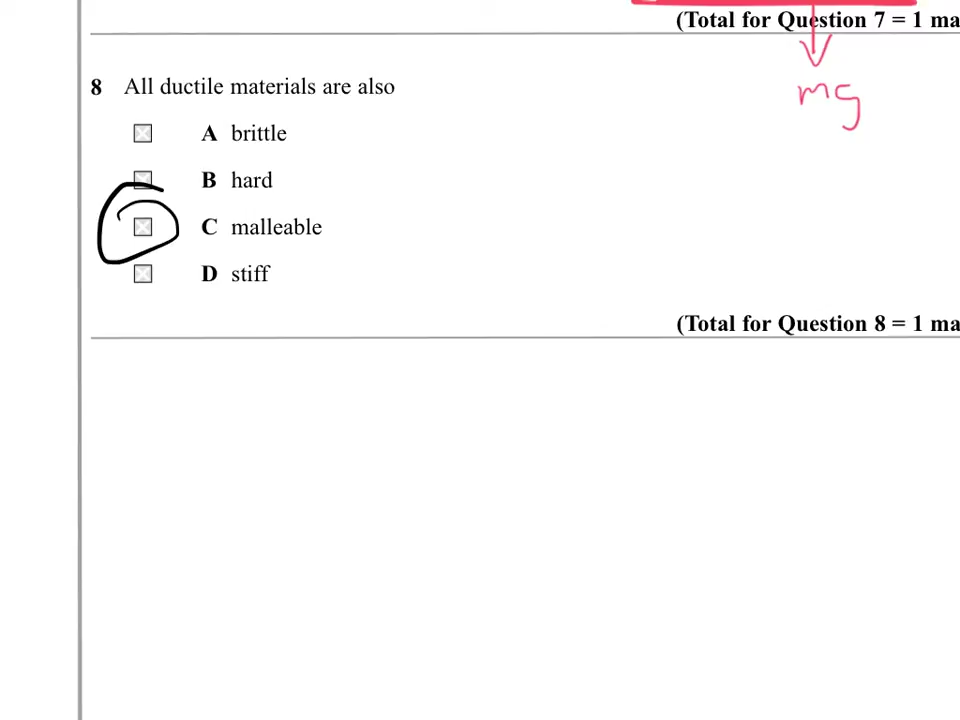 (Total for Question 7 = 1 ma
mg
8 All ductile materials are also
A brittle
B hard
C malleable
D stiff
(Total for Question 8 = 1 ma